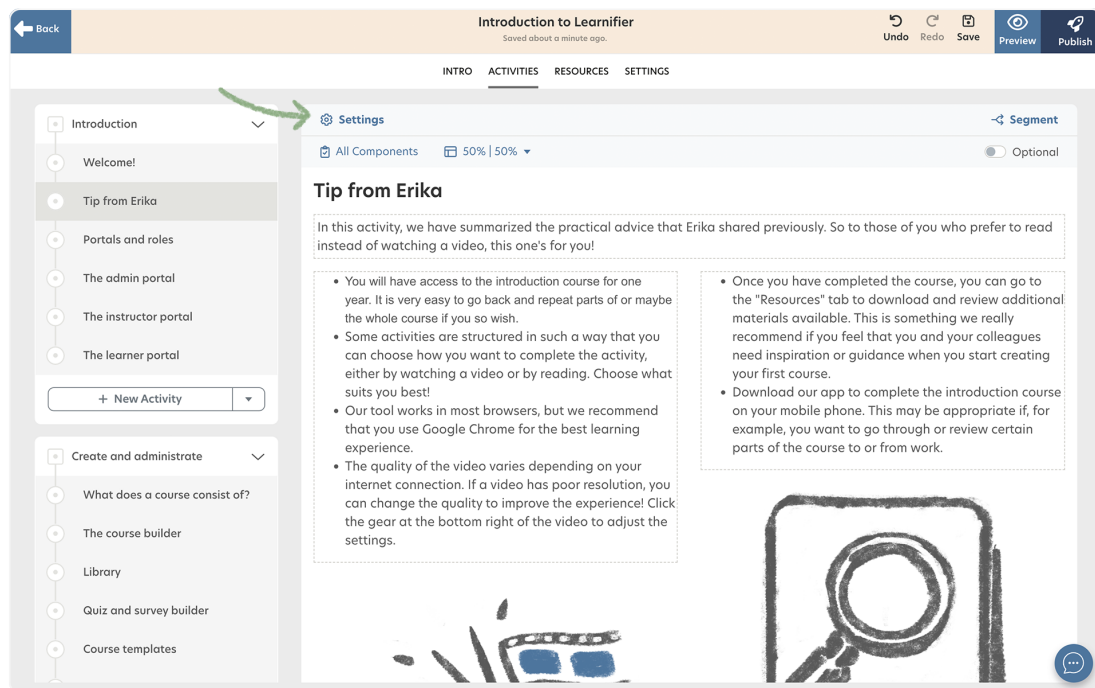 Back
Introduction to Learnifier
Saved about a minute ago.
Undo
Redo
Save
Preview
Publish
INTRO
ACTIVITIES
RESOURCES
SETTINGS
Introduction
Welcome!
Tip from Erika
Portals and roles
The admin portal
The instructor portal
The learner portal
+ New Activity
Create and administrate
What does a course consist of?
The course builder
Library
Quiz and survey builder
Course templates
Settings
Segment
All Components
50% | 50%
Optional
Tip from Erika
In this activity, we have summarized the practical advice that Erika shared previously. So to those of you who prefer to read
instead of watching a video, this one's for you!
• You will have access to the introduction course for one
year. It is very easy to go back and repeat parts of or maybe
the whole course if you so wish.
• Some activities are structured in such a way that you
can choose how you want to complete the activity,
either by watching a video or by reading. Choose what
suits you best!
• Our tool works in most browsers, but we recommend
that you use Google Chrome for the best learning
experience.
• The quality of the video varies depending on your
internet connection. If a video has poor resolution, you
can change the quality to improve the experience! Click
the gear at the bottom right of the video to adjust the
settings.
• Once you have completed the course, you can go to
the "Resources" tab to download and review additional
materials available. This is something we really
recommend if you feel that you and your colleagues
need inspiration or guidance when you start creating
your first course.
• Download our app to complete the introduction course
on your mobile phone. This may be appropriate if, for
example, you want to go through or review certain
parts of the course to or from work.